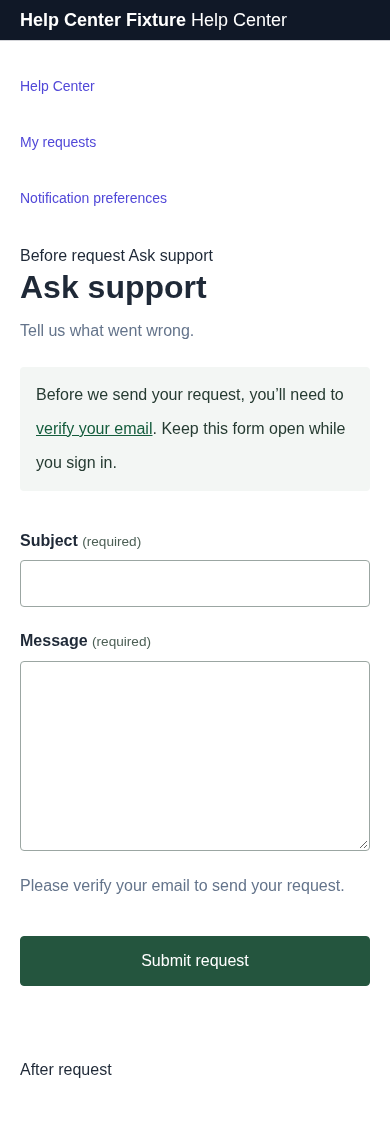 Help Center Fixture Help Center
Help Center
My requests
Notification preferences
Before request Ask support
Ask support
Tell us what went wrong.
Before we send your request, you’ll need to
verify your email. Keep this form open while
you sign in.
Subject (required)
Message (required)
Please verify your email to send your request.
Submit request
After request